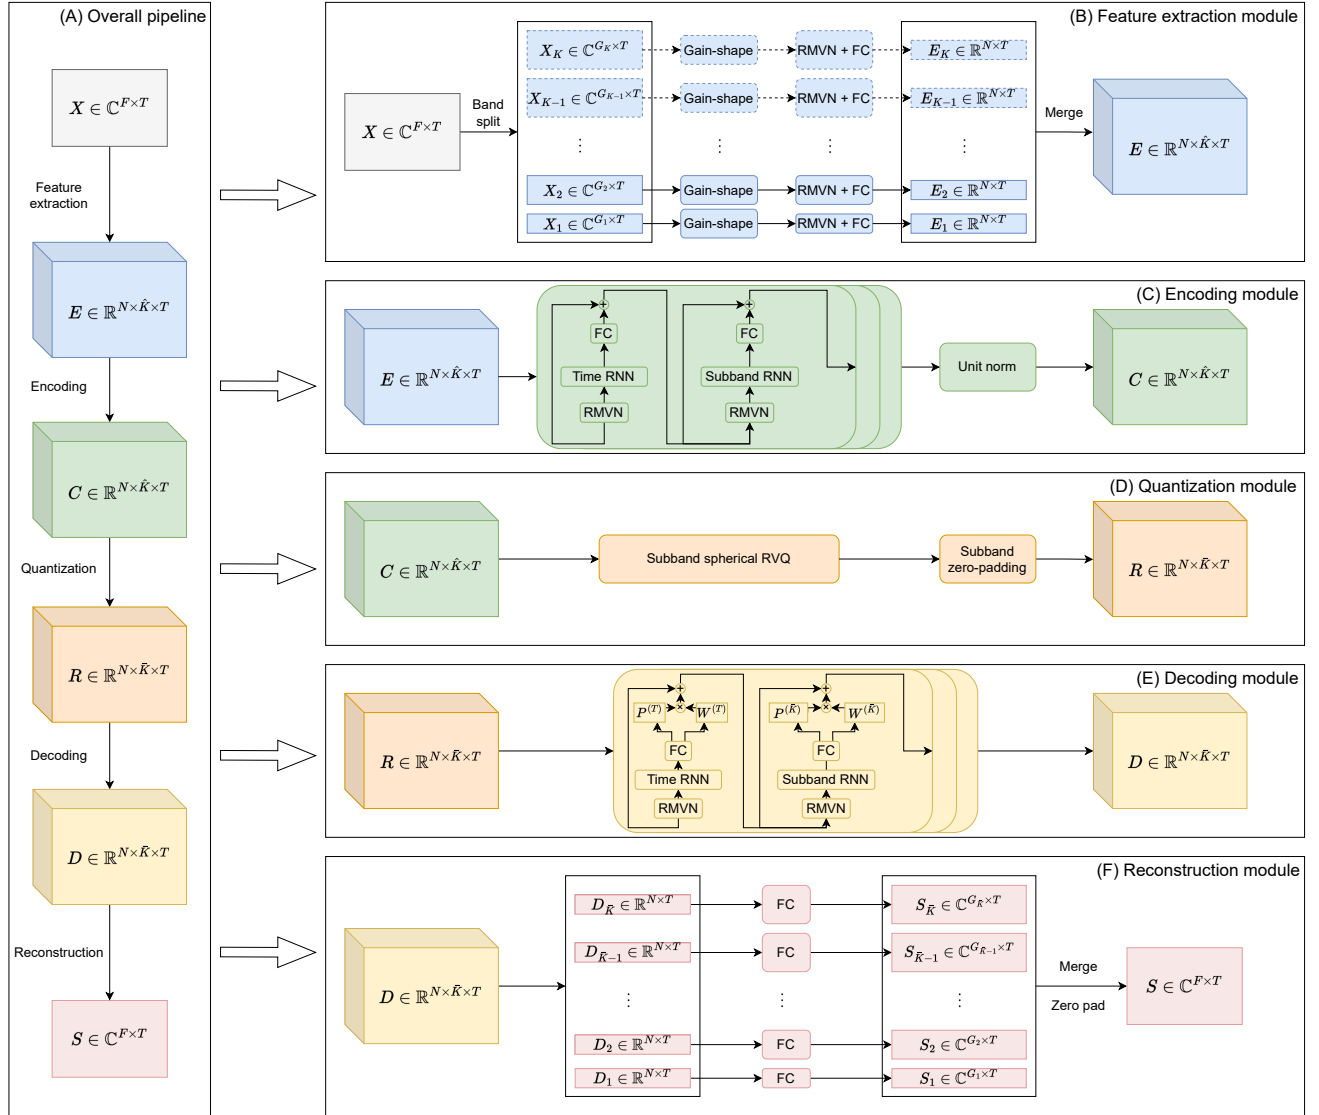 (A) Overall pipeline
X ∈ ℂ^{F×T}
Feature
extraction
E ∈ ℝ^{N×K̂×T}
Encoding
C ∈ ℝ^{N×K̂×T}
Quantization
R ∈ ℝ^{N×K̄×T}
Decoding
D ∈ ℝ^{N×K̄×T}
Reconstruction
S ∈ ℂ^{F×T}
(B) Feature extraction module
X ∈ ℂ^{F×T}
Band
split
X_K ∈ ℂ^{G_K×T} Gain-shape RMVN + FC E_K ∈ ℝ^{N×T}
X_{K−1} ∈ ℂ^{G_{K−1}×T} Gain-shape RMVN + FC E_{K−1} ∈ ℝ^{N×T}
⋮ ⋮ ⋮ ⋮
X_2 ∈ ℂ^{G_2×T} Gain-shape RMVN + FC E_2 ∈ ℝ^{N×T}
X_1 ∈ ℂ^{G_1×T} Gain-shape RMVN + FC E_1 ∈ ℝ^{N×T}
Merge
E ∈ ℝ^{N×K̂×T}
(C) Encoding module
E ∈ ℝ^{N×K̂×T}
+
FC
Time RNN
RMVN
+
FC
Subband RNN
RMVN
Unit norm
C ∈ ℝ^{N×K̂×T}
(D) Quantization module
C ∈ ℝ^{N×K̂×T}
Subband spherical RVQ
Subband
zero-padding
R ∈ ℝ^{N×K̄×T}
(E) Decoding module
R ∈ ℝ^{N×K̄×T}
+
P^{(T)} × W^{(T)}
FC
Time RNN
RMVN
+
P^{(K̄)} × W^{(K̄)}
FC
Subband RNN
RMVN
D ∈ ℝ^{N×K̄×T}
(F) Reconstruction module
D ∈ ℝ^{N×K̄×T}
D_{K̄} ∈ ℝ^{N×T} FC S_{K̄} ∈ ℂ^{G_{K̄}×T}
D_{K̄−1} ∈ ℝ^{N×T} FC S_{K̄−1} ∈ ℂ^{G_{K̄−1}×T}
⋮ ⋮ ⋮
D_2 ∈ ℝ^{N×T} FC S_2 ∈ ℂ^{G_2×T}
D_1 ∈ ℝ^{N×T} FC S_1 ∈ ℂ^{G_1×T}
Merge
Zero pad
S ∈ ℂ^{F×T}